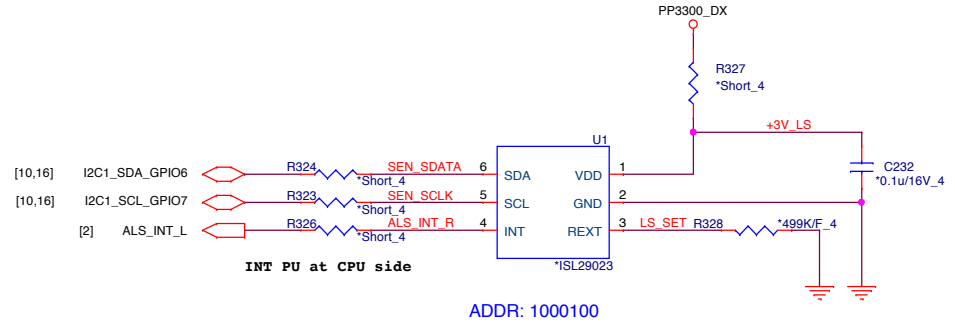 PP3300_DX
R327
*Short_4
+3V_LS
U1
C232
*0.1u/16V_4
[10,16] I2C1_SDA_GPIO6 R324 *Short_4 SEN_SDATA 6 SDA VDD 1
[10,16] I2C1_SCL_GPIO7 R323 *Short_4 SEN_SCLK 5 SCL GND 2
[2] ALS_INT_L R326 *Short_4 ALS_INT_R 4 INT REXT 3 LS_SET R328 *499K/F_4
INT PU at CPU side
*ISL29023
ADDR: 1000100